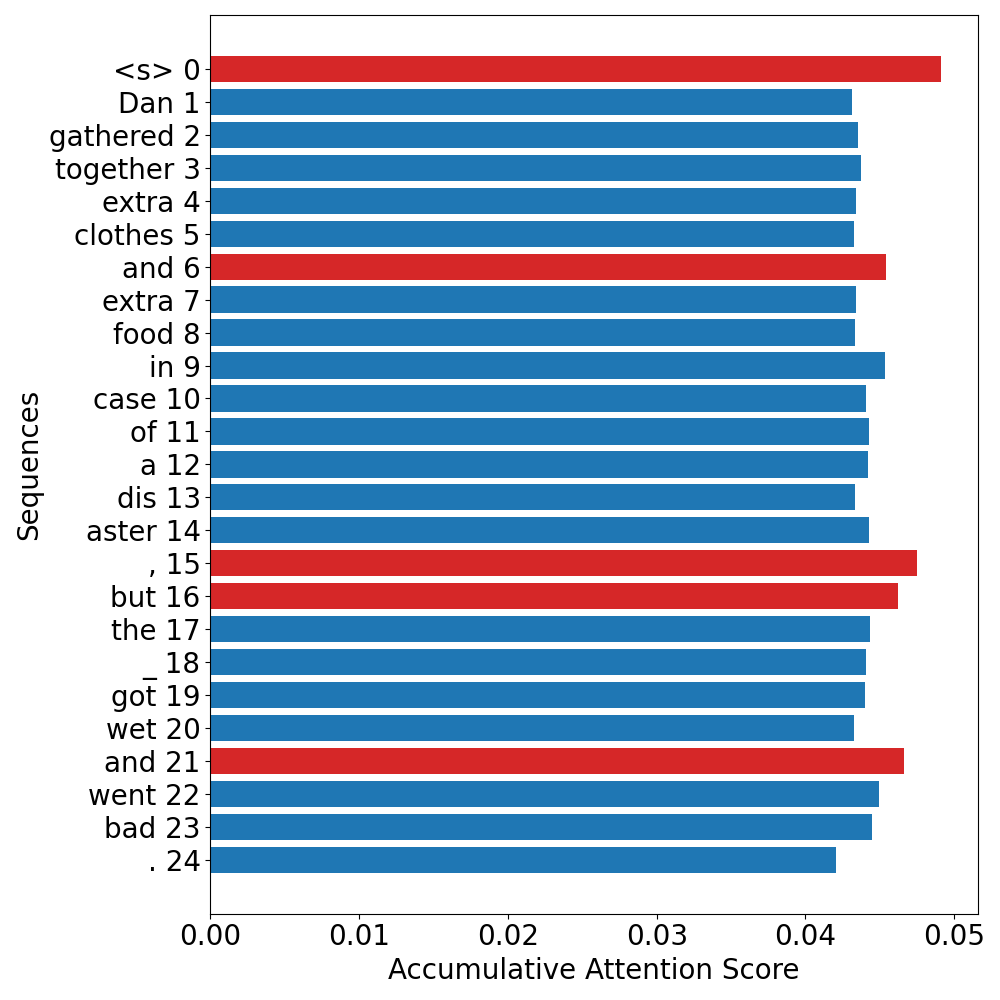 <s> 0
Dan 1
gathered 2
together 3
extra 4
clothes 5
and 6
extra 7
food 8
in 9
case 10
of 11
a 12
dis 13
aster 14
, 15
but 16
the 17
_ 18
got 19
wet 20
and 21
went 22
bad 23
. 24
Sequences
0.00 0.01 0.02 0.03 0.04 0.05
Accumulative Attention Score